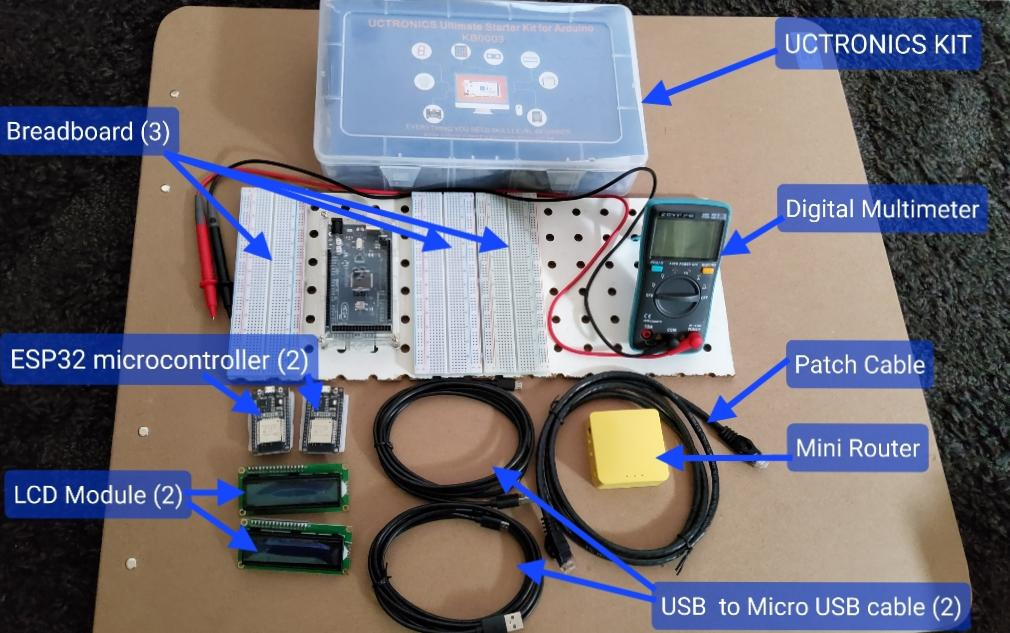 UCTRONICS Ultimate Starter Kit for Arduino
KB0003
UCTRONICS KIT
Breadboard (3)
Digital Multimeter
ESP32 microcontroller (2)
Patch Cable
Mini Router
LCD Module (2)
USB to Micro USB cable (2)